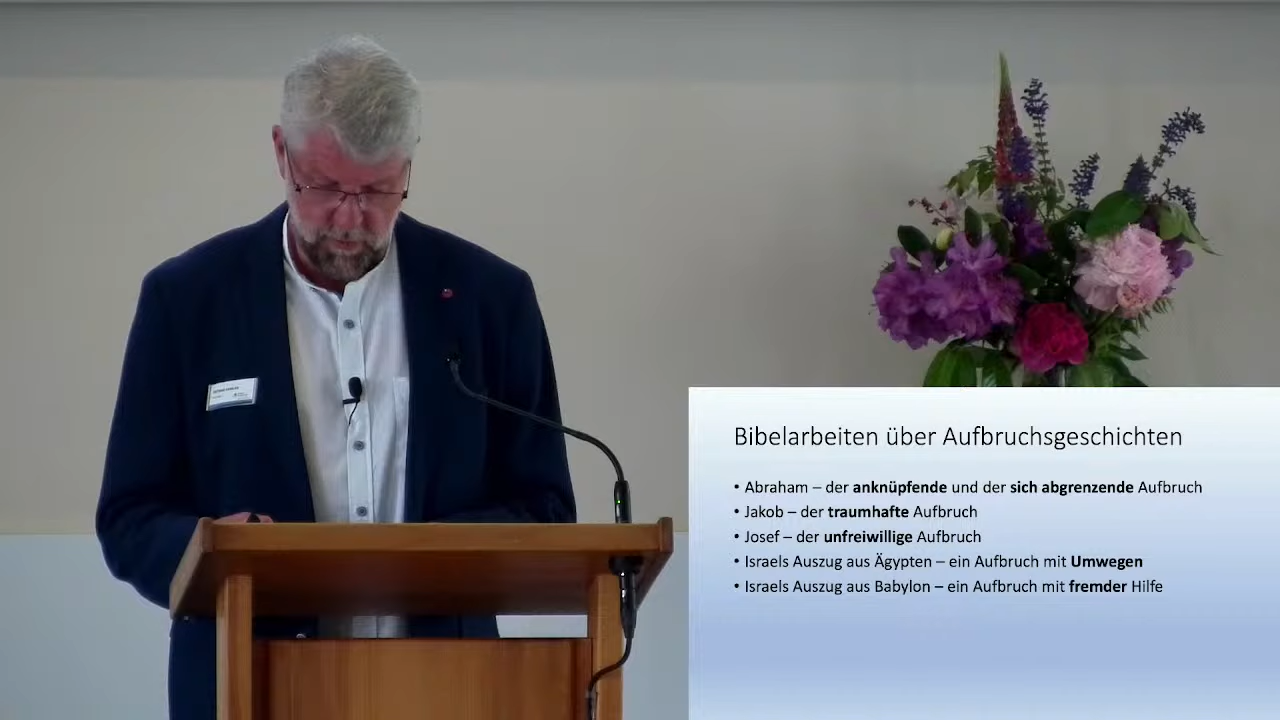 Bibelarbeiten über Aufbruchsgeschichten
• Abraham – der anknüpfende und der sich abgrenzende Aufbruch
• Jakob – der traumhafte Aufbruch
• Josef – der unfreiwillige Aufbruch
• Israels Auszug aus Ägypten – ein Aufbruch mit Umwegen
• Israels Auszug aus Babylon – ein Aufbruch mit fremder Hilfe